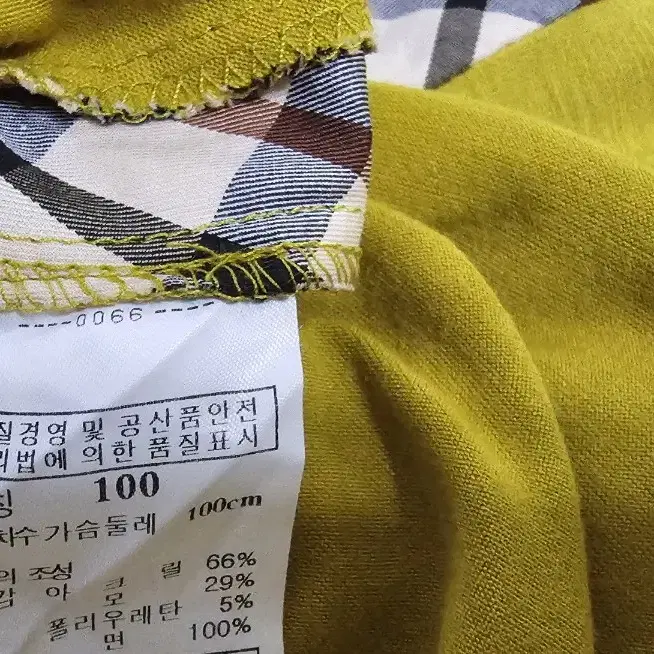 ----0066 ----
질경영 및 공산품안전
리법에 의한 품질표시
칭 100
치수 가슴둘레 100cm
의 조성
감 아 크 릴 66%
모 29%
폴리우레탄 5%
면 100%